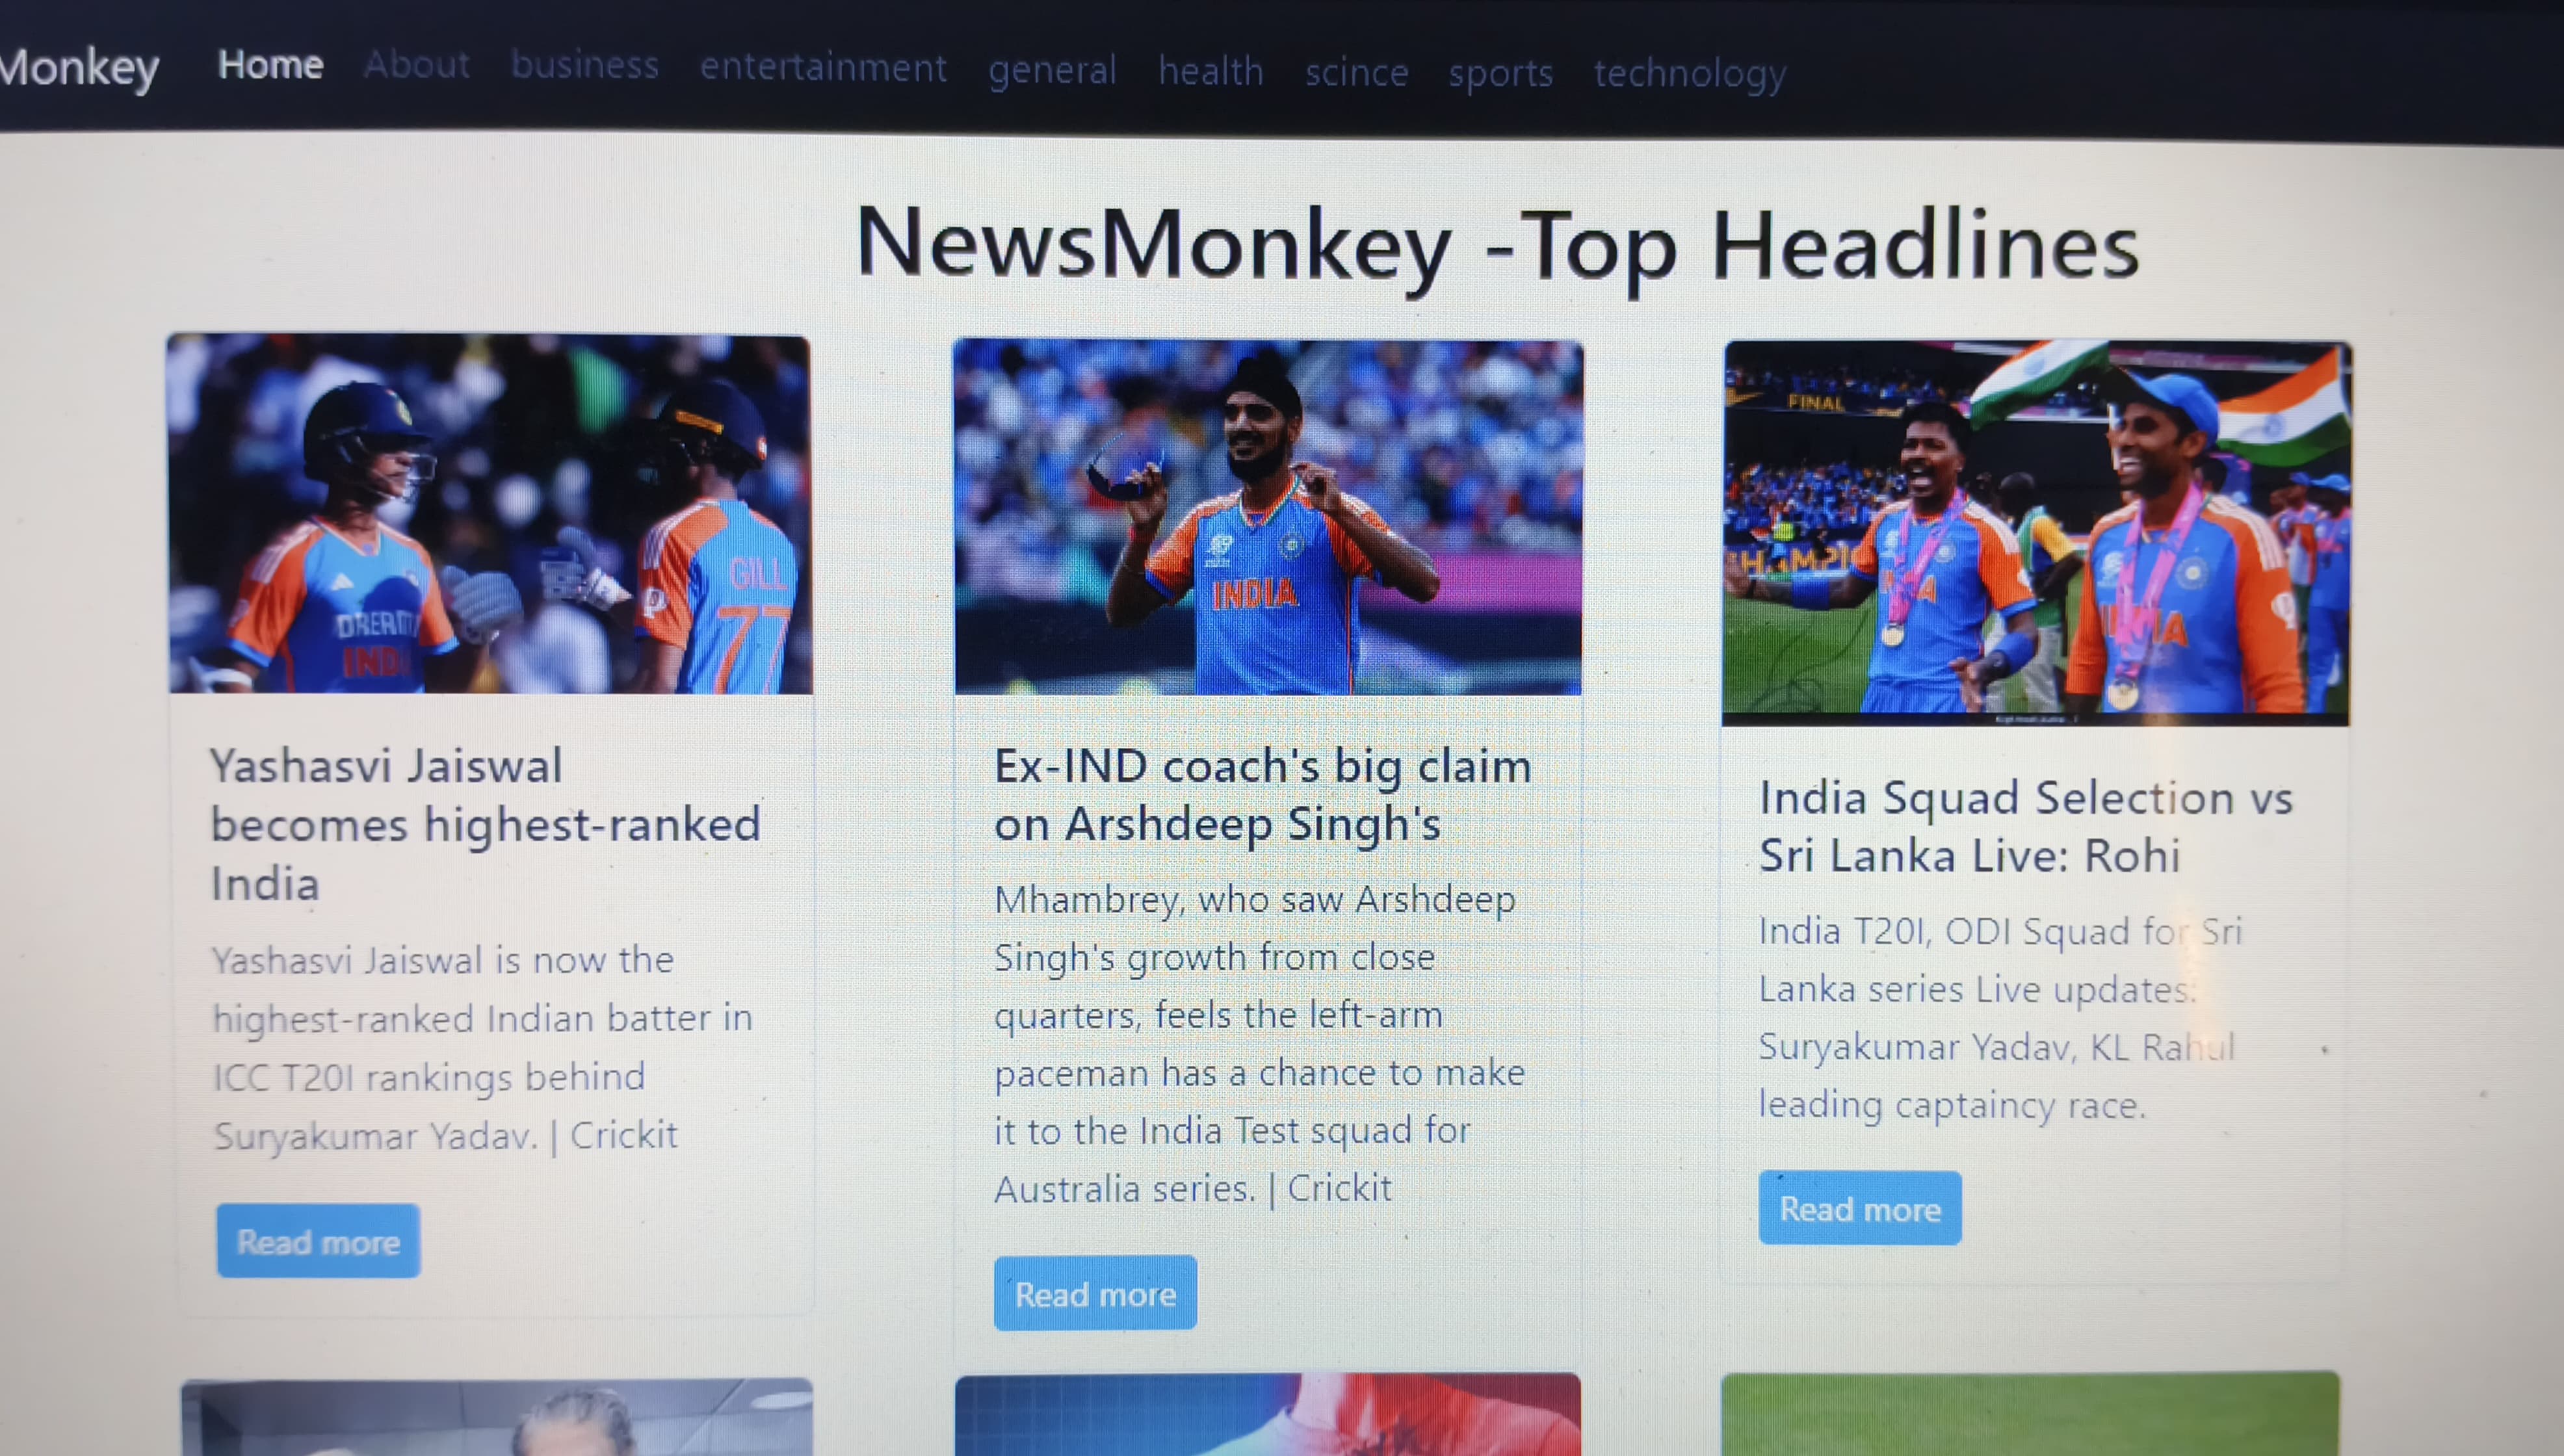 Monkey Home About business entertainment general health scince sports technology
NewsMonkey -Top Headlines
GILL
77
INDIA
FINAL
Yashasvi Jaiswal
becomes highest-ranked
India
Yashasvi Jaiswal is now the
highest-ranked Indian batter in
ICC T20I rankings behind
Suryakumar Yadav. | Crickit
Read more
Ex-IND coach's big claim
on Arshdeep Singh's
Mhambrey, who saw Arshdeep
Singh's growth from close
quarters, feels the left-arm
paceman has a chance to make
it to the India Test squad for
Australia series. | Crickit
Read more
India Squad Selection vs
Sri Lanka Live: Rohi
India T20I, ODI Squad for Sri
Lanka series Live updates:
Suryakumar Yadav, KL Rahul
leading captaincy race.
Read more